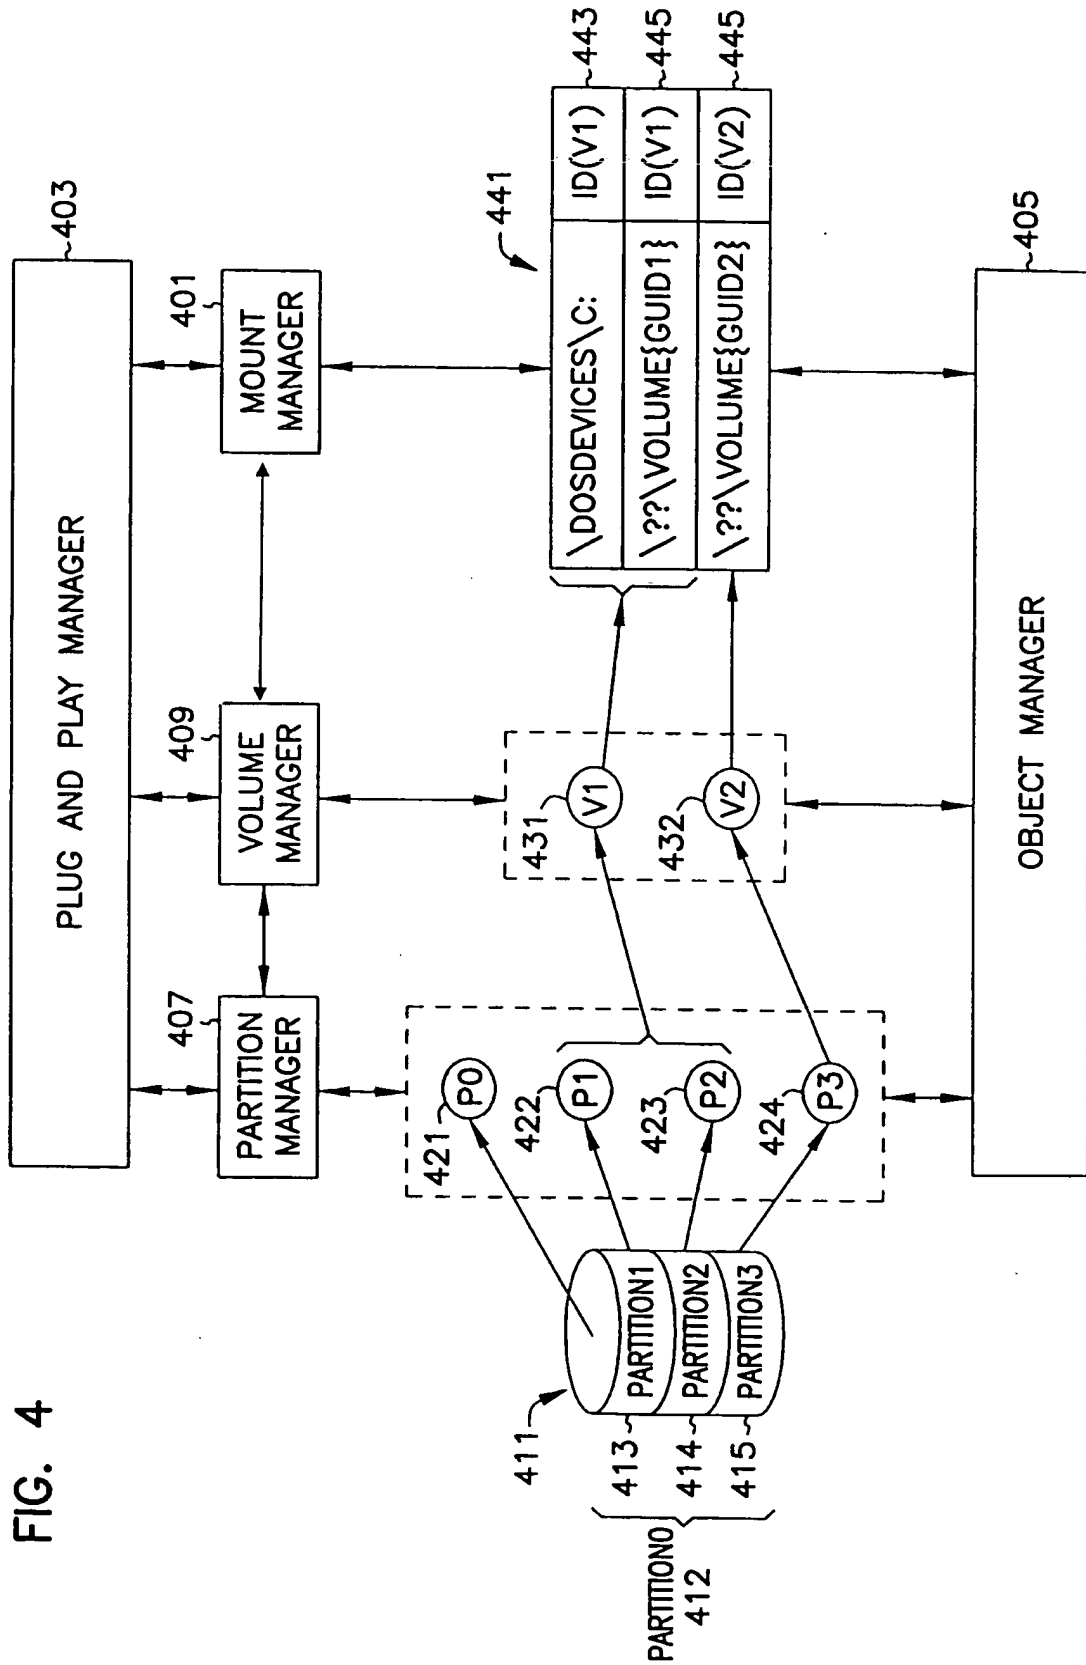 FIG. 4
PLUG AND PLAY MANAGER
403
407
PARTITION
MANAGER
409
VOLUME
MANAGER
401
MOUNT
MANAGER
411
PARTITION0
412
413
PARTITION1
414
PARTITION2
415
PARTITION3
421
P0
422
P1
423
P2
424
P3
431
V1
432
V2
441
\DOSDEVICES\C:
ID(V1)
443
\??\VOLUME{GUID1}
ID(V1)
445
\??\VOLUME{GUID2}
ID(V2)
445
OBJECT MANAGER
405